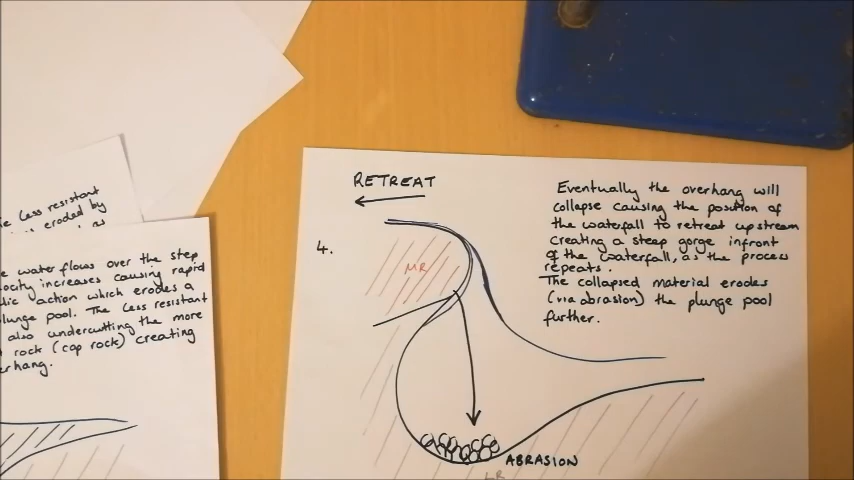 less resistant
eroded by
water flows over the step
increases causing rapid
action which erodes a
plunge pool. The less resistant
also undercutting the more
rock (cap rock) creating
RETREAT
4.
MR
Eventually the overhang will
collapse causing the position of
the waterfall to retreat upstream
creating a steep gorge infront
of the waterfall, as the process
repeats.
The collapsed material erodes
(via abrasion) the plunge pool
further.
ABRASION
LR